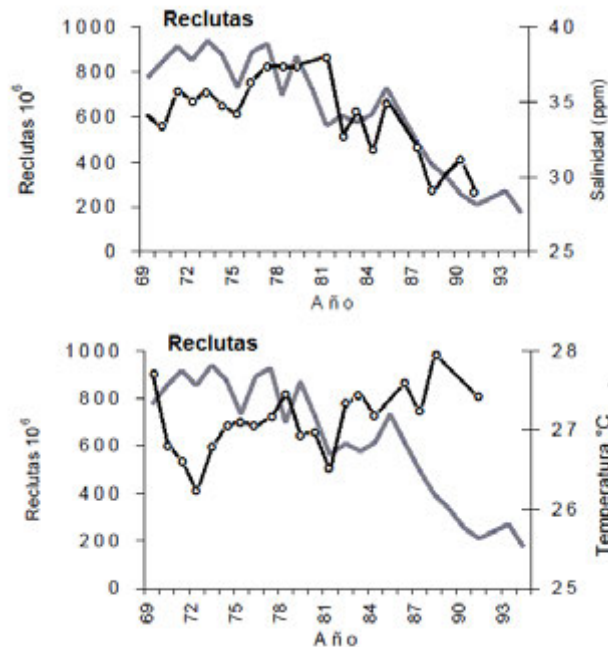 Reclutas
1000 800 600 400 200 0
Reclutas 10⁶
40 35 30 25
Salinidad (ppm)
69 72 75 78 81 84 87 90 93
Año
Reclutas
1000 800 600 400 200 0
Reclutas 10⁶
28 27 26 25
Temperatura °C
69 72 75 78 81 84 87 90 93
Año